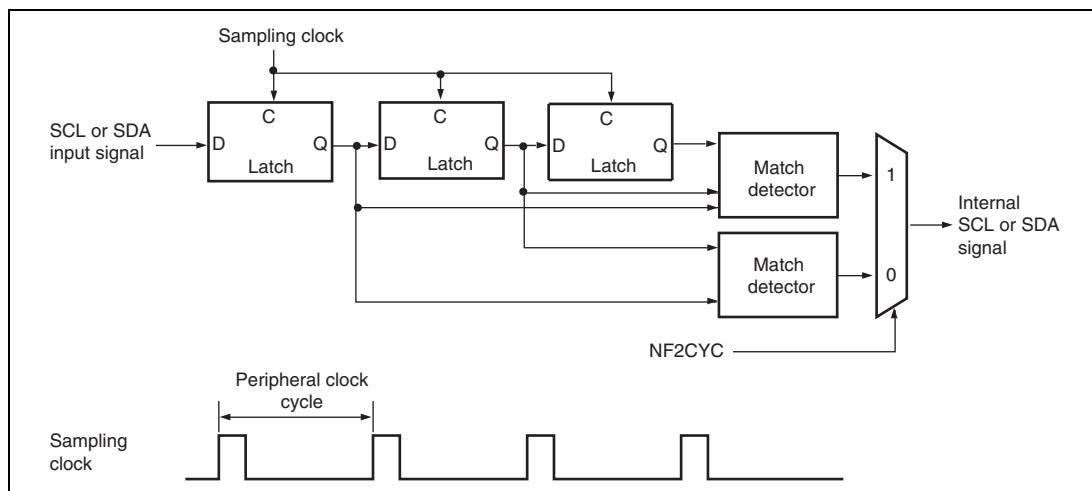 Sampling clock
SCL or SDA
input signal
D
C
Q
Latch
D
C
Q
Latch
D
C
Q
Latch
Match
detector
Match
detector
1
0
Internal
SCL or SDA
signal
NF2CYC
Peripheral clock
cycle
Sampling
clock